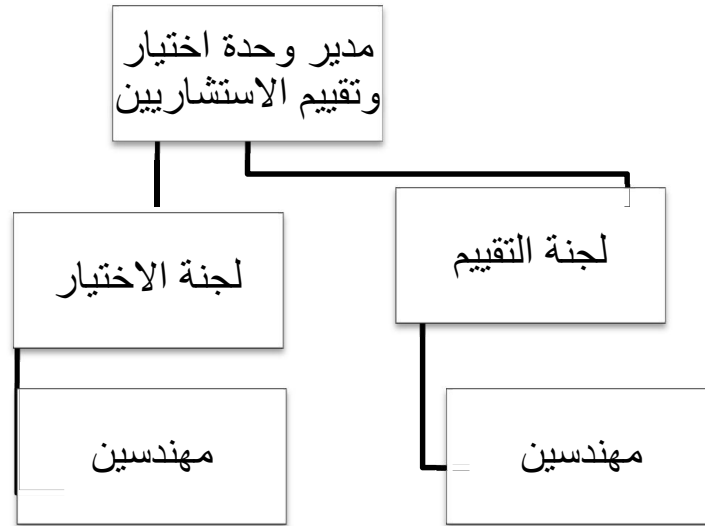 مدير وحدة اختيار
وتقييم الاستشاريين
لجنة التقييم
لجنة الاختيار
مهندسين
مهندسين